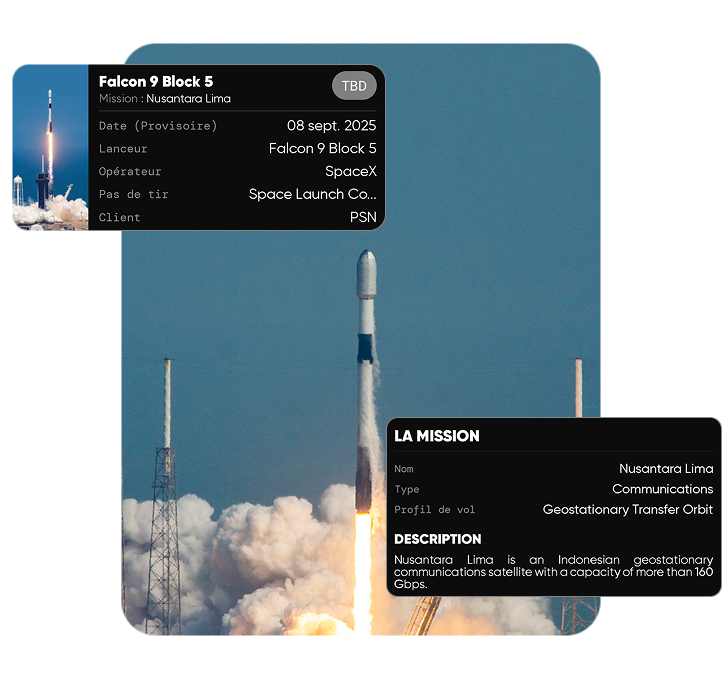 Falcon 9 Block 5
TBD
Mission : Nusantara Lima
Date (Provisoire) 08 sept. 2025
Lanceur Falcon 9 Block 5
Opérateur SpaceX
Pas de tir Space Launch Co...
Client PSN
LA MISSION
Nom Nusantara Lima
Type Communications
Profil de vol Geostationary Transfer Orbit
DESCRIPTION
Nusantara Lima is an Indonesian geostationary
communications satellite with a capacity of more than 160
Gbps.